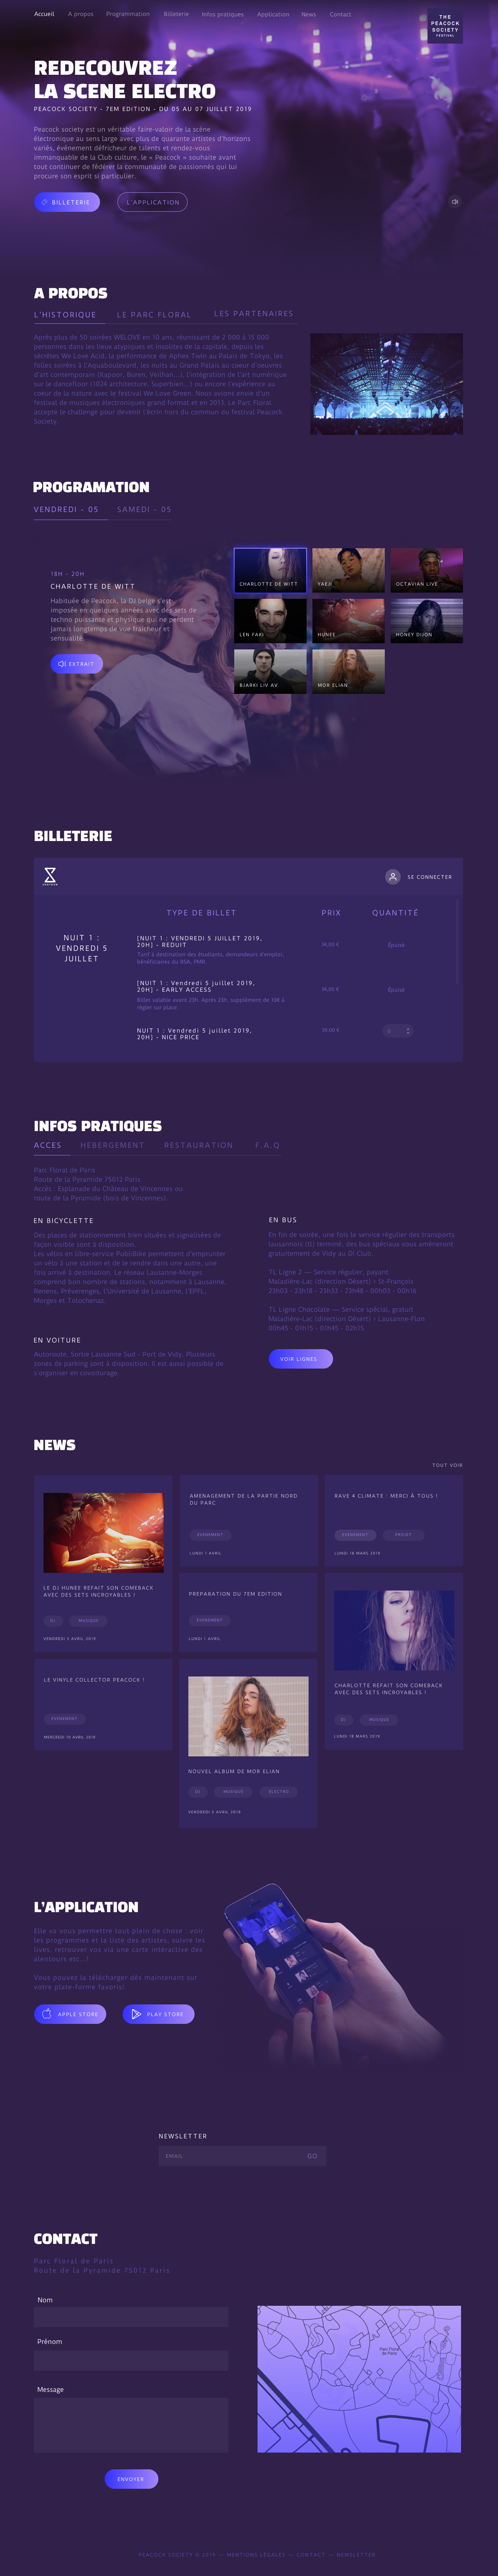 Accueil A propos Programmation Billeterie Infos pratiques Application News Contact
THE
PEACOCK
SOCIETY
FESTIVAL
REDECOUVREZ
LA SCENE ELECTRO
PEACOCK SOCIETY - 7EM EDITION - DU 05 AU 07 JUILLET 2019
Peacock society est un véritable faire-valoir de la scène
électronique au sens large avec plus de quarante artistes d'horizons
variés, événement défricheur de talents et rendez-vous
immanquable de la Club culture, le « Peacock » souhaite avant
tout continuer de fédérer la communauté de passionnés qui lui
procure son esprit si particulier.
BILLETERIE
L'APPLICATION
A PROPOS
L'HISTORIQUE LE PARC FLORAL LES PARTENAIRES
Après plus de 50 soirées WELOVE en 10 ans, réunissant de 2 000 à 15 000
personnes dans les lieux atypiques et insolites de la capitale, depuis les
secrètes We Love Acid, la performance de Aphex Twin au Palais de Tokyo, les
folles soirées à l'Aquaboulevard, les nuits au Grand Palais au coeur d'oeuvres
d'art contemporain (Kapoor, Buren, Veilhan...), l'intégration de l'art numérique
sur le dancefloor (1024 architecture, Superbien...) ou encore l'expérience au
coeur de la nature avec le festival We Love Green. Nous avions envie d'un
festival de musiques électroniques grand format et en 2013, Le Parc Floral
accepte le challenge pour devenir l'écrin hors du commun du festival Peacock
Society.
PROGRAMATION
VENDREDI - 05 SAMEDI - 05
18H - 20H
CHARLOTTE DE WITT
Habituée de Peacock, la DJ belge s'est
imposée en quelques années avec des sets de
techno puissante et physique qui ne perdent
jamais longtemps de vue fraîcheur et
sensualité.
EXTRAIT
CHARLOTTE DE WITT
YAEJI
OCTAVIAN LIVE
LEN FAKI
HUNEE
HONEY DIJON
BJARKI LIV AV
MOR ELIAN
BILLETERIE
SE CONNECTER
TYPE DE BILLET PRIX QUANTITÉ
NUIT 1 :
VENDREDI 5
JUILLET
[NUIT 1 : VENDREDI 5 JUILLET 2019,
20H] - REDUIT
Tarif à destination des étudiants, demandeurs d'emploi,
bénéficiaires du RSA, PMR.
Épuisé
[NUIT 1 : Vendredi 5 juillet 2019,
20H] - EARLY ACCESS
Billet valable avant 23h. Après 23h, supplément de 10€ à
régler sur place.
Épuisé
NUIT 1 : Vendredi 5 juillet 2019,
20H] - NICE PRICE
39,00 €
0
INFOS PRATIQUES
ACCES HEBERGEMENT RESTAURATION F.A.Q
Parc Floral de Paris
Route de la Pyramide 75012 Paris
Accès : Esplanade du Château de Vincennes ou
route de la Pyramide (bois de Vincennes).
EN BICYCLETTE
Des places de stationnement bien situées et signalisées de
façon visible sont à disposition.
Les vélos en libre-service PubliBike permettent d'emprunter
un vélo à une station et de le rendre dans une autre, une
fois arrivé à destination. Le réseau Lausanne-Morges
comprend bon nombre de stations, notamment à Lausanne,
Renens, Préverenges, l'Université de Lausanne, l'EPFL,
Morges et Tolochenaz.
EN VOITURE
Autoroute, Sortie Lausanne Sud - Port de Vidy. Plusieurs
zones de parking sont à disposition. Il est aussi possible de
s'organiser en covoiturage.
EN BUS
En fin de soirée, une fois le service régulier des transports
lausannois (tl) terminé, des bus spéciaux vous amèneront
gratuitement de Vidy au D! Club.
TL Ligne 2 — Service régulier, payant
Maladière-Lac (direction Désert) > St-François
23h03 - 23h18 - 23h33 - 23h48 - 00h03 - 00h16
TL Ligne Chocolate — Service spécial, gratuit
Maladière-Lac (direction Désert) > Lausanne-Flon
00h45 - 01h15 - 01h45 - 02h15
VOIR LIGNES
NEWS
TOUT VOIR
LE DJ HUNEE REFAIT SON COMEBACK
AVEC DES SETS INCROYABLES !
DJ MUSIQUE
VENDREDI 5 AVRIL 2019
LE VINYLE COLLECTOR PEACOCK !
EVENEMENT
MERCREDI 10 AVRIL 2019
AMENAGEMENT DE LA PARTIE NORD
DU PARC
EVENEMENT
LUNDI 1 AVRIL
PREPARATION DU 7EM EDITION
EVENEMENT
LUNDI 1 AVRIL
NOUVEL ALBUM DE MOR ELIAN
DJ MUSIQUE ELECTRO
VENDREDI 5 AVRIL 2019
RAVE 4 CLIMATE : MERCI À TOUS !
EVENEMENT PROJET
LUNDI 18 MARS 2019
CHARLOTTE REFAIT SON COMEBACK
AVEC DES SETS INCROYABLES !
DJ MUSIQUE
LUNDI 18 MARS 2019
L'APPLICATION
Elle va vous permettre tout plein de chose : voir
les programmes et la liste des artistes, suivre les
lives, retrouver vos via une carte intéractive des
alentours etc...!
Vous pouvez la télécharger dès maintenant sur
votre plate-forme favoris!
APPLE STORE
PLAY STORE
NEWSLETTER
EMAIL GO
CONTACT
Parc Floral de Paris
Route de la Pyramide 75012 Paris
Nom
Prénom
Message
ENVOYER
Parc Floral
de Paris
PEACOCK SOCIETY © 2019 — MENTIONS LÉGALES — CONTACT — NEWSLETTER